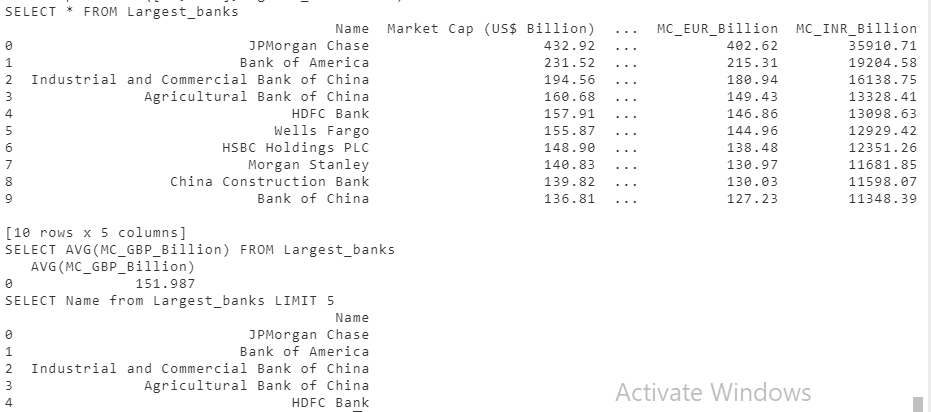 SELECT * FROM Largest_banks
Name Market Cap (US$ Billion) ... MC_EUR_Billion MC_INR_Billion
0 JPMorgan Chase 432.92 ... 402.62 35910.71
1 Bank of America 231.52 ... 215.31 19204.58
2 Industrial and Commercial Bank of China 194.56 ... 180.94 16138.75
3 Agricultural Bank of China 160.68 ... 149.43 13328.41
4 HDFC Bank 157.91 ... 146.86 13098.63
5 Wells Fargo 155.87 ... 144.96 12929.42
6 HSBC Holdings PLC 148.90 ... 138.48 12351.26
7 Morgan Stanley 140.83 ... 130.97 11681.85
8 China Construction Bank 139.82 ... 130.03 11598.07
9 Bank of China 136.81 ... 127.23 11348.39
[10 rows x 5 columns]
SELECT AVG(MC_GBP_Billion) FROM Largest_banks
AVG(MC_GBP_Billion)
0 151.987
SELECT Name from Largest_banks LIMIT 5
Name
0 JPMorgan Chase
1 Bank of America
2 Industrial and Commercial Bank of China
3 Agricultural Bank of China
4 HDFC Bank
Activate Windows